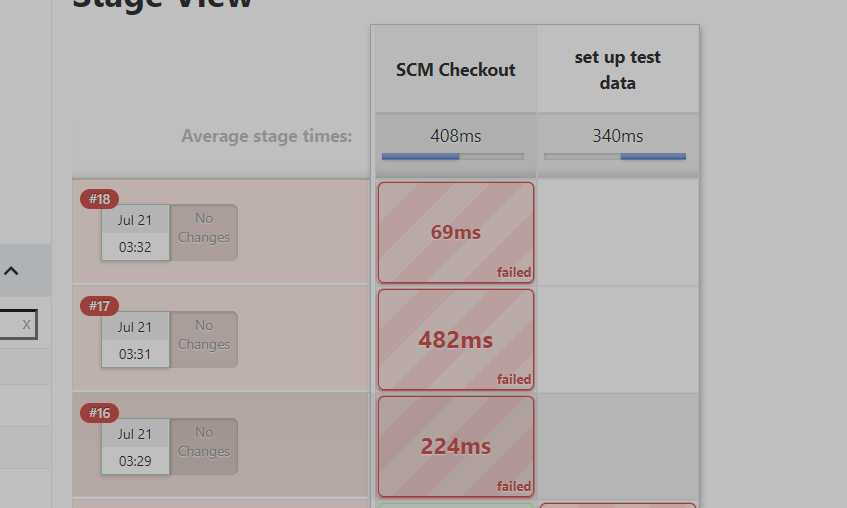 Stage View
SCM Checkout
set up test
data
Average stage times:
408ms
340ms
#18
Jul 21
03:32
No
Changes
69ms
failed
#17
Jul 21
03:31
No
Changes
482ms
failed
x
#16
Jul 21
03:29
No
Changes
224ms
failed